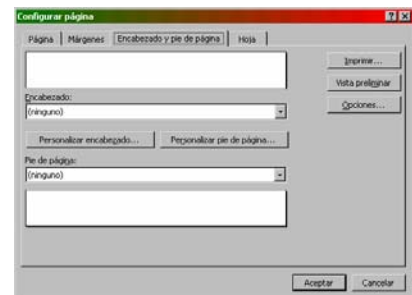 Configurar página
Página Márgenes Encabezado y pie de página Hoja
Imprimir...
Vista preliminar
Encabezado:
(ninguno)
Opciones...
Personalizar encabezado... Personalizar pie de página...
Pie de página:
(ninguno)
Aceptar Cancelar